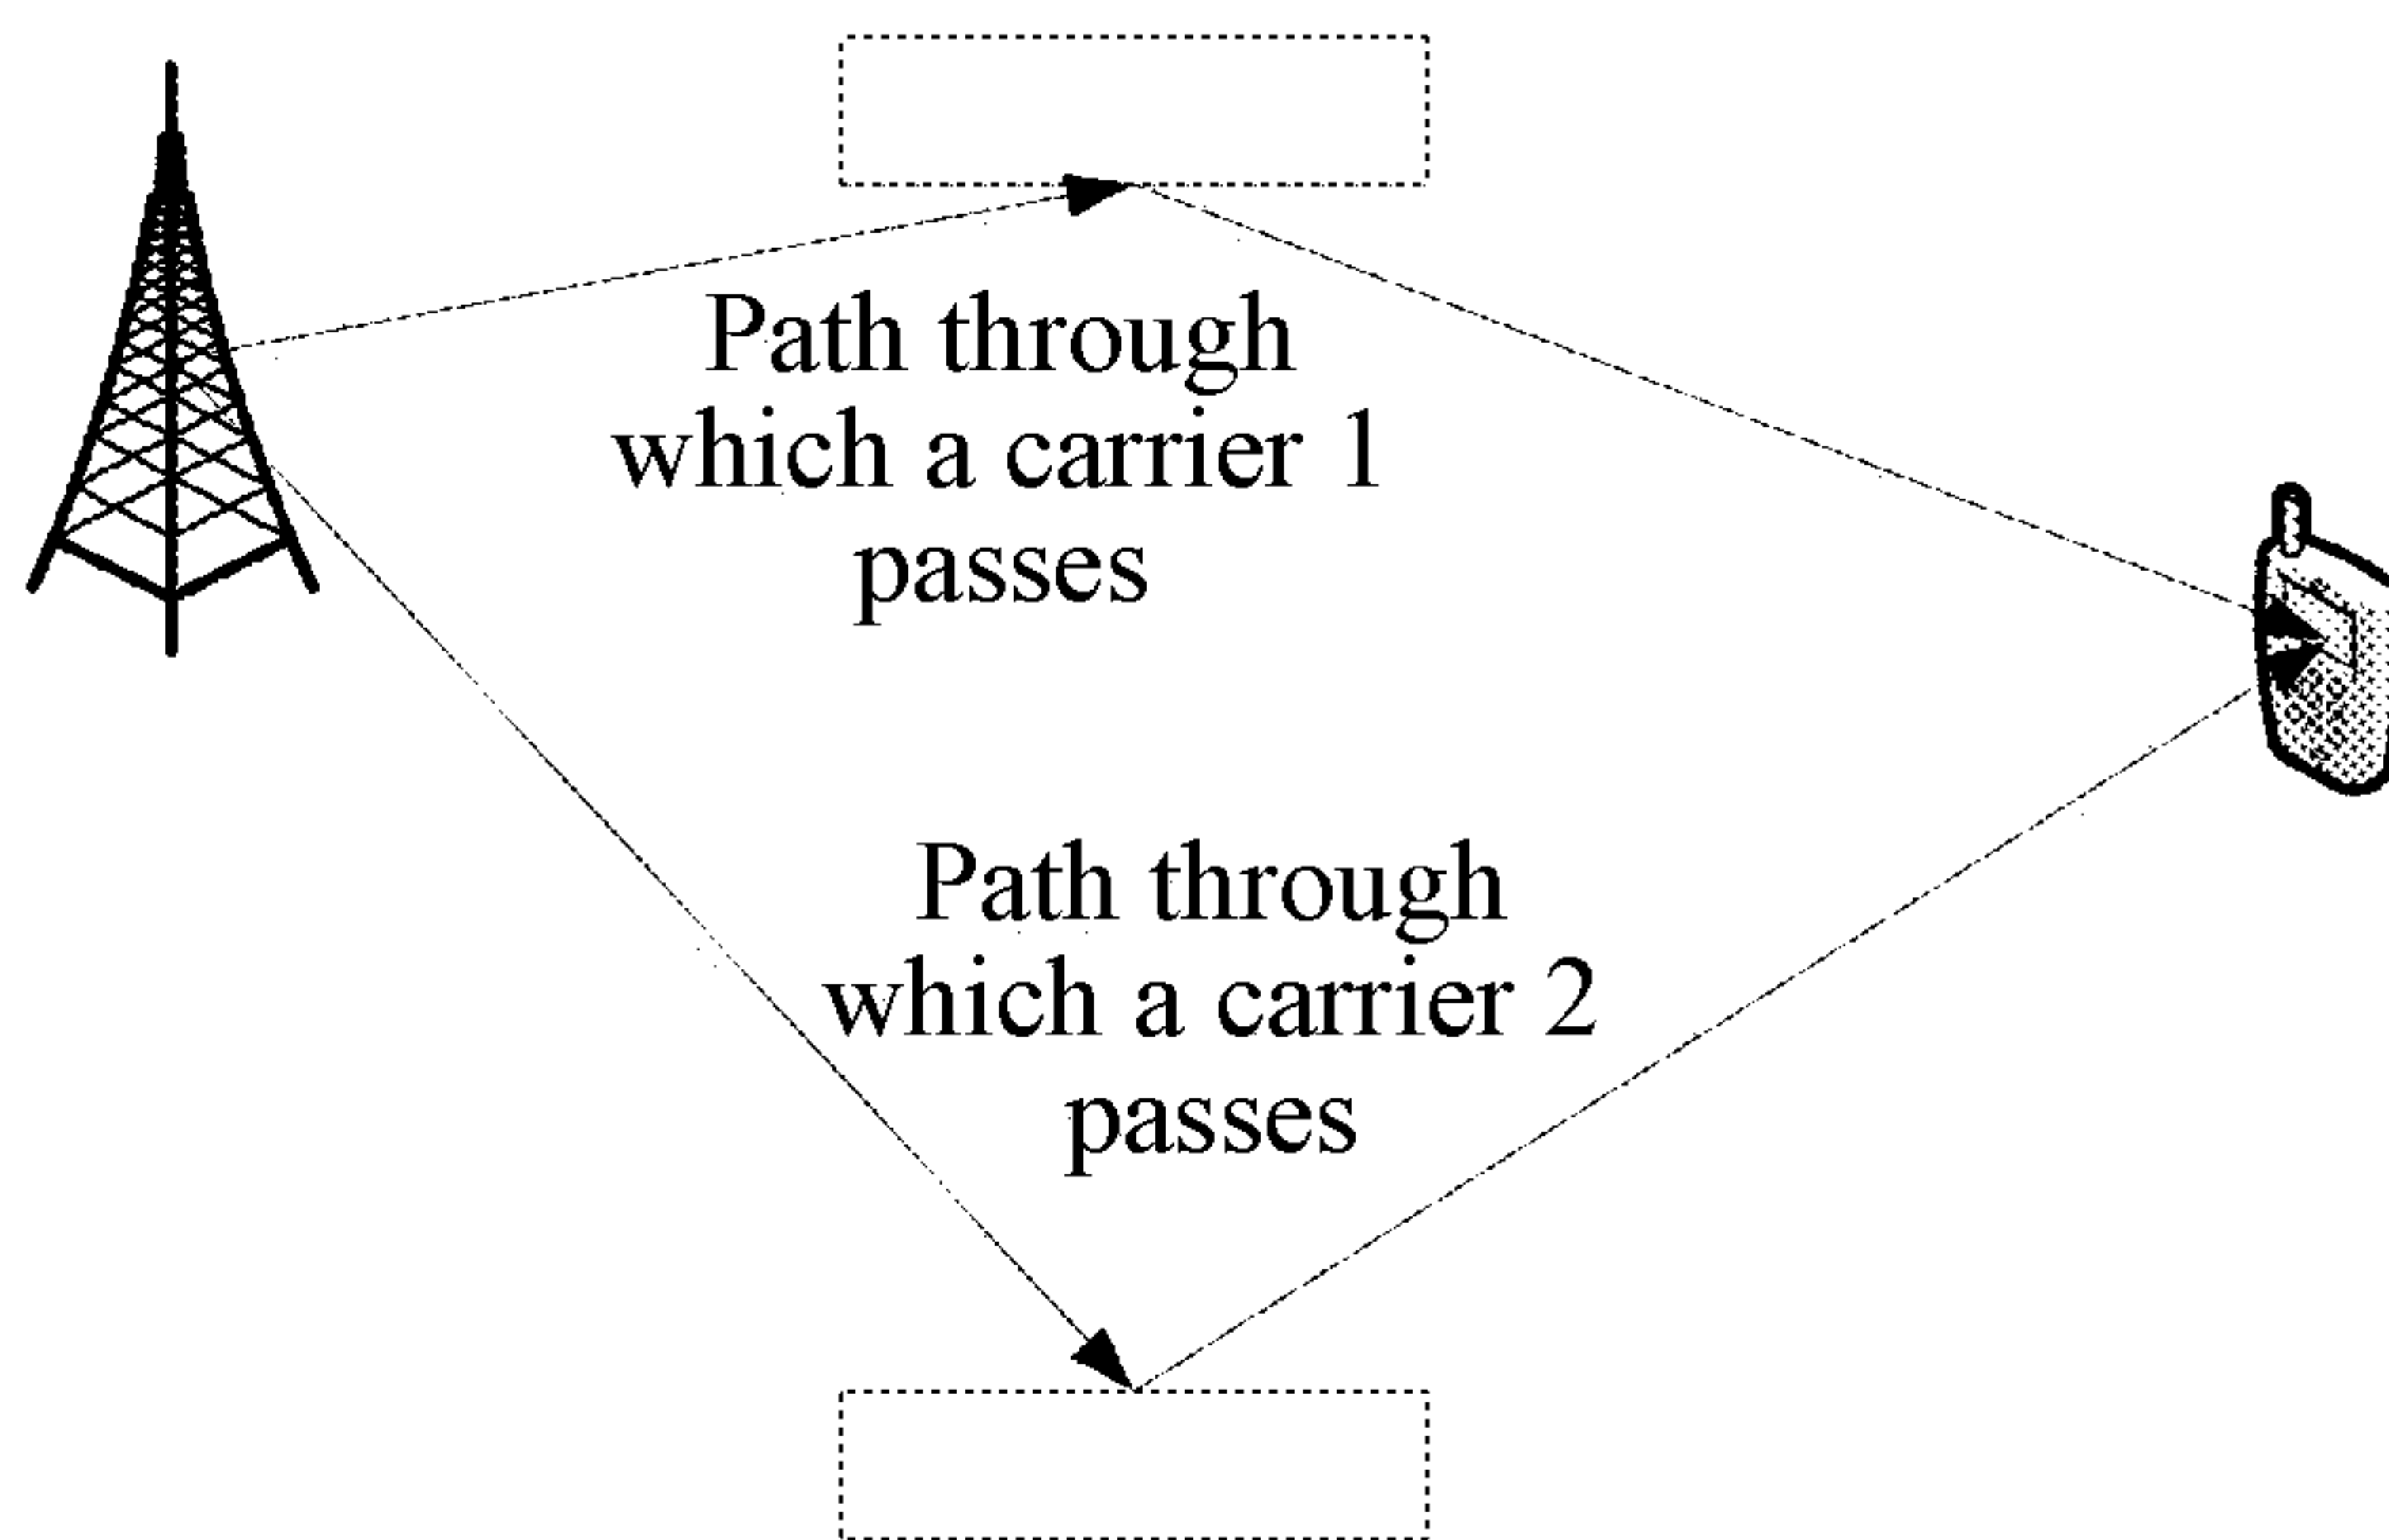 Path through
which a carrier 1
passes
Path through
which a carrier 2
passes